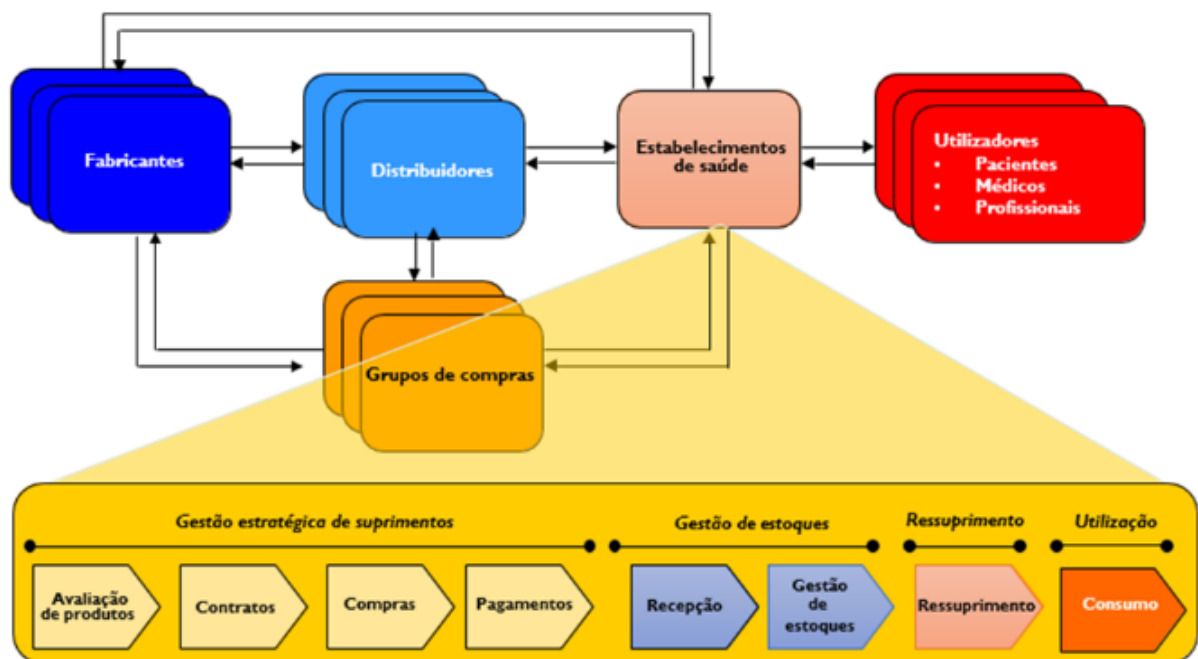 Fabricantes
Distribuidores
Estabelecimentos
de saúde
Utilizadores
• Pacientes
• Médicos
• Profissionais
Grupos de compras
Gestão estratégica de suprimentos
Gestão de estoques
Ressuprimento
Utilização
Avaliação
de produtos
Contratos
Compras
Pagamentos
Recepção
Gestão
de
estoques
Ressuprimento
Consumo